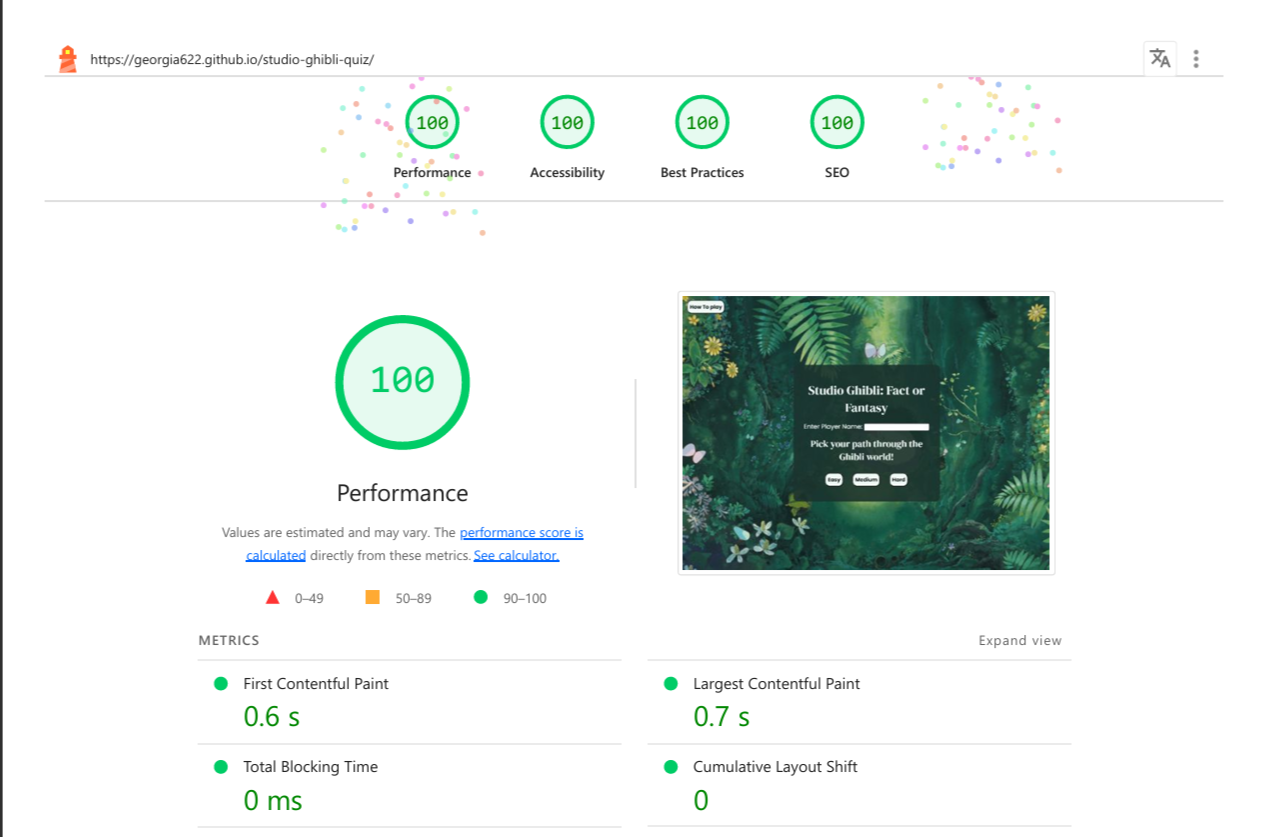 https://georgia622.github.io/studio-ghibli-quiz/
100
100
100
100
Performance
Accessibility
Best Practices
SEO
100
Performance
Values are estimated and may vary. The performance score is
calculated directly from these metrics. See calculator.
0–49
50–89
90–100
How To play
Studio Ghibli: Fact or
Fantasy
Enter Player Name:
Pick your path through the
Ghibli world!
Easy
Medium
Hard
METRICS
Expand view
First Contentful Paint
0.6 s
Largest Contentful Paint
0.7 s
Total Blocking Time
0 ms
Cumulative Layout Shift
0